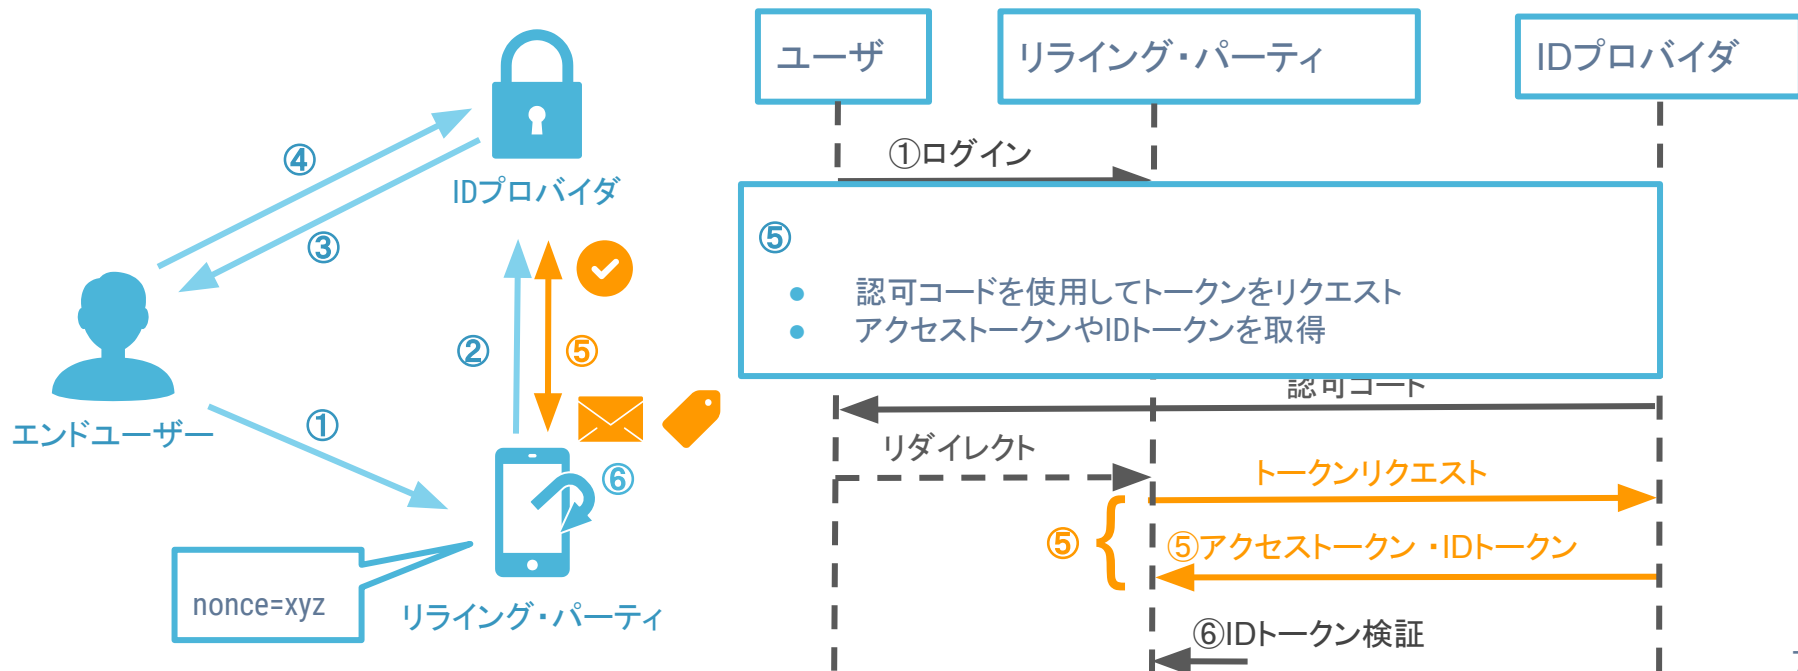 ④
IDプロバイダ
③
エンドユーザー
②
⑤
①
⑥
nonce=xyz
リライング・パーティ
ユーザ
リライング・パーティ
IDプロバイダ
①ログイン
⑤
認可コードを使用してトークンをリクエスト
アクセストークンやIDトークンを取得
認可コード
リダイレクト
トークンリクエスト
⑤
⑤アクセストークン・IDトークン
⑥IDトークン検証